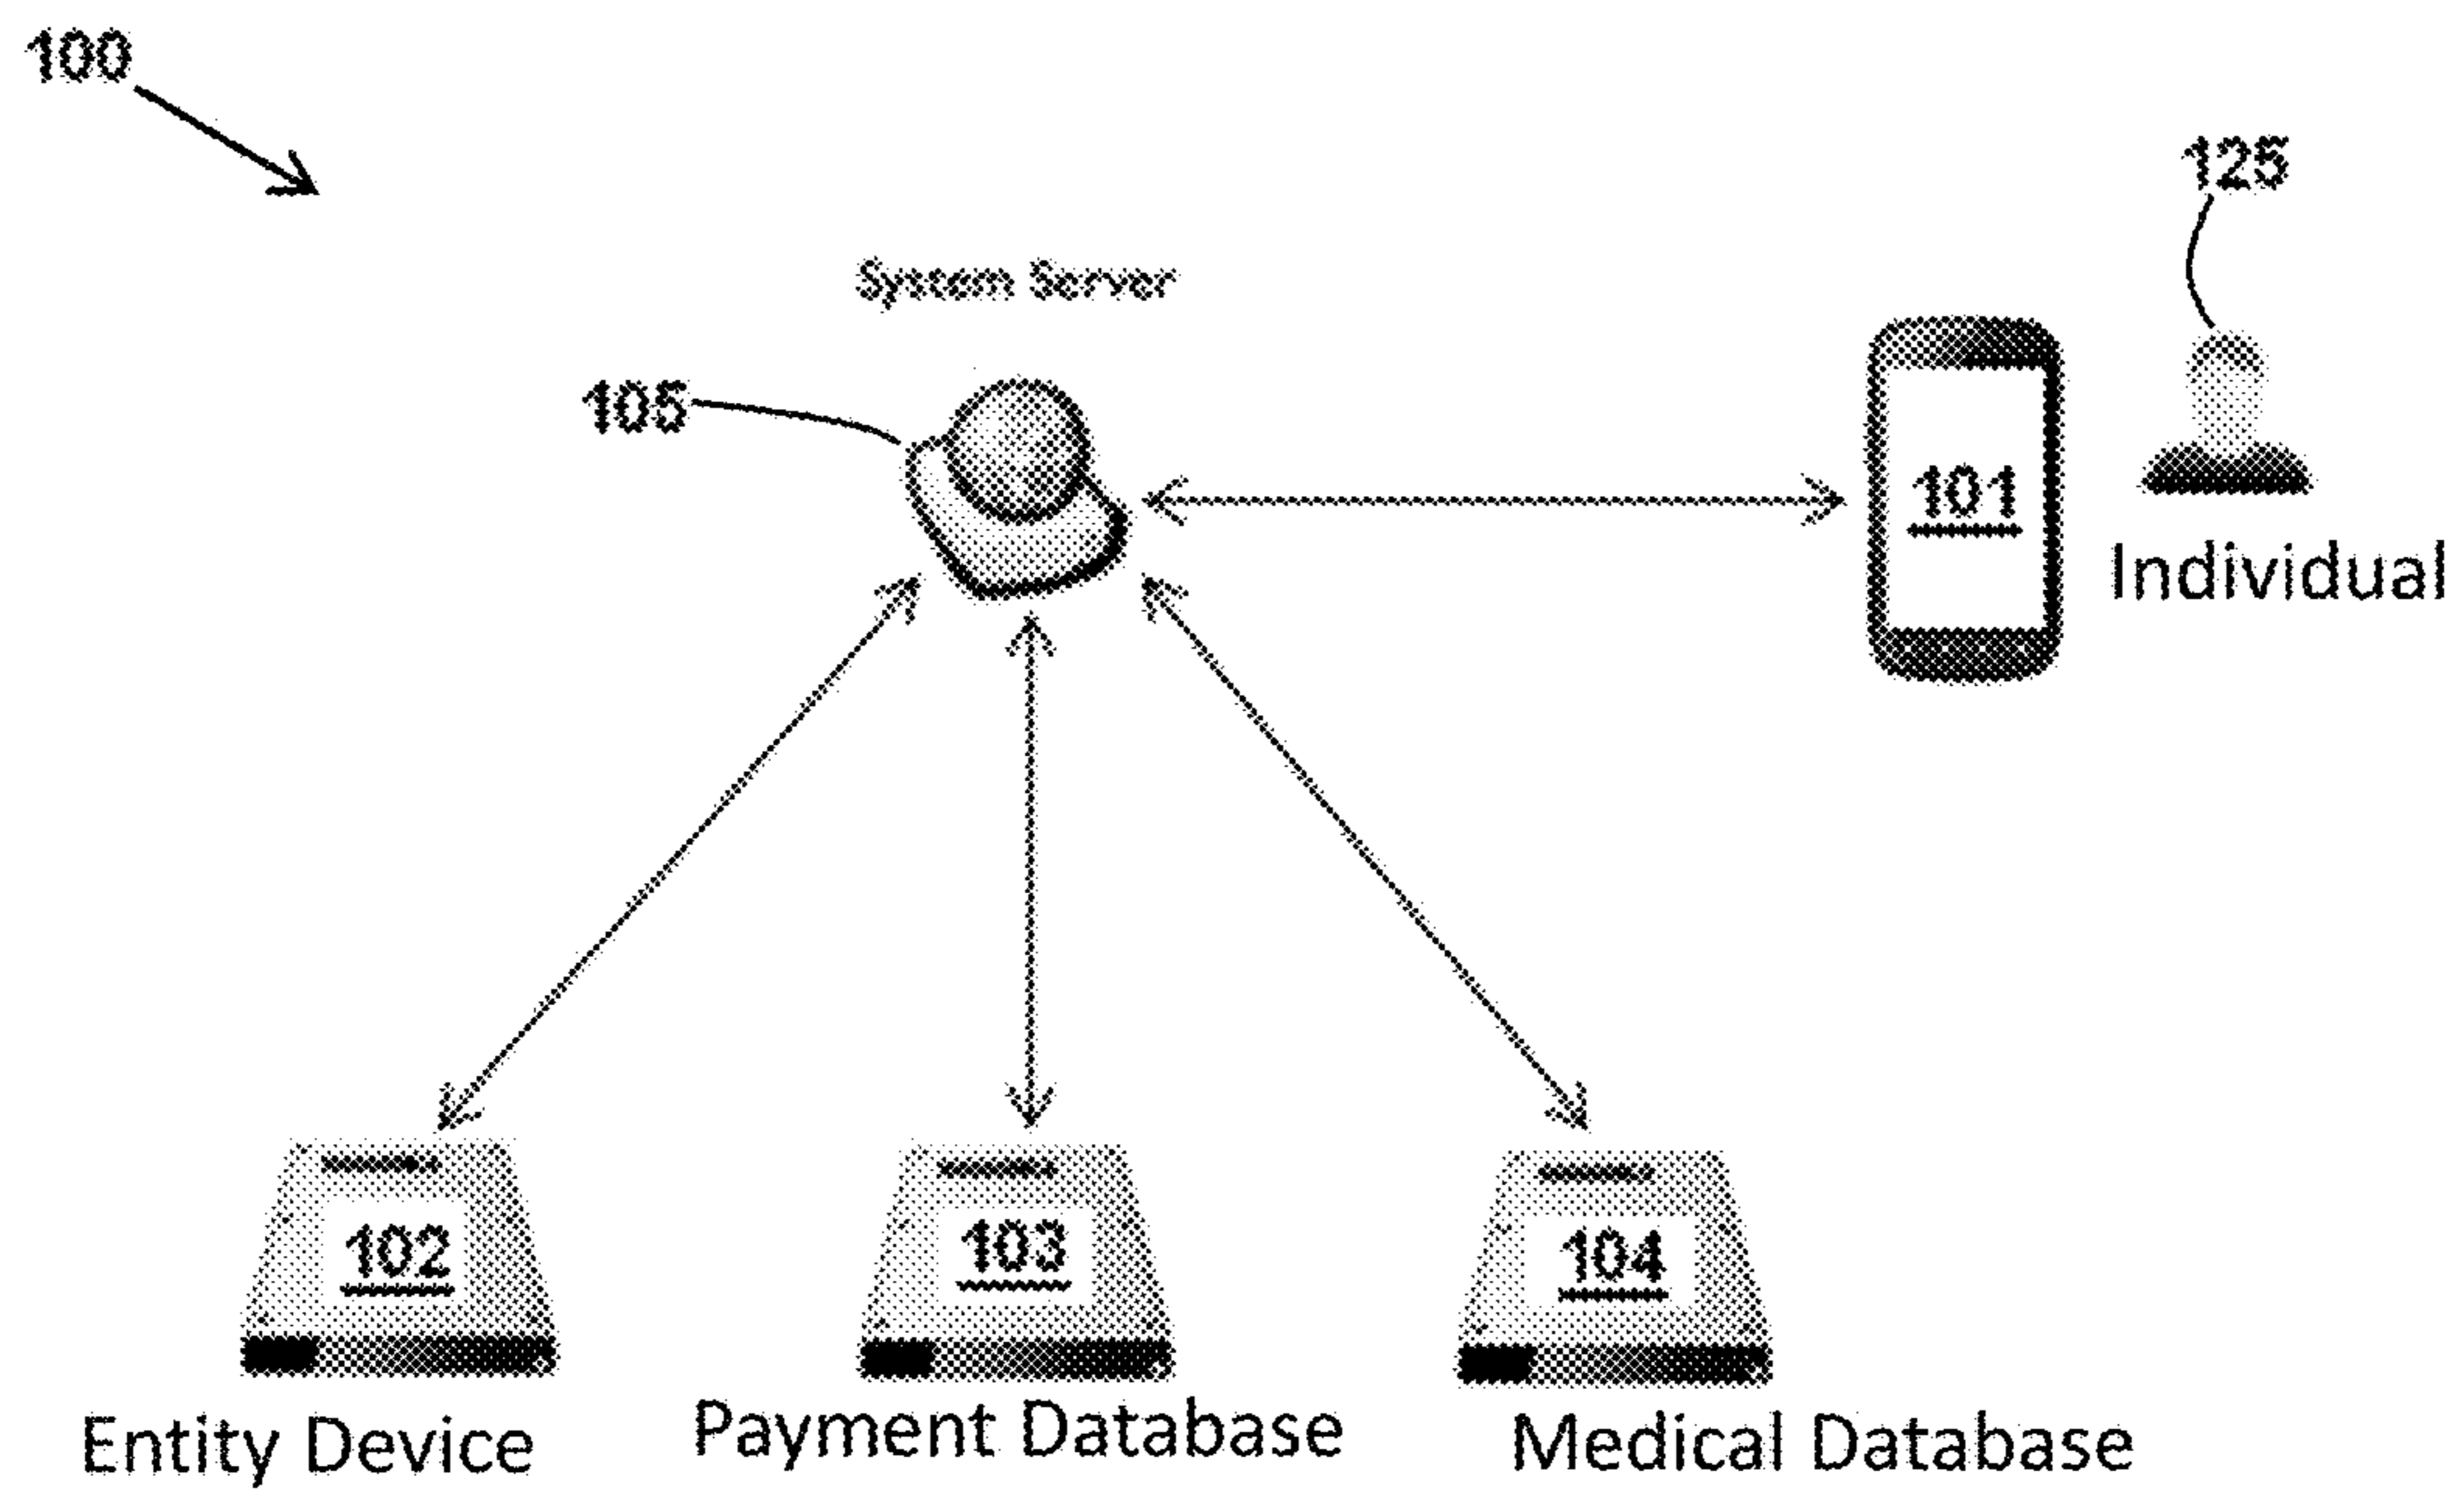 100
125
System Server
105
101
Individual
102
103
104
Entity Device
Payment Database
Medical Database